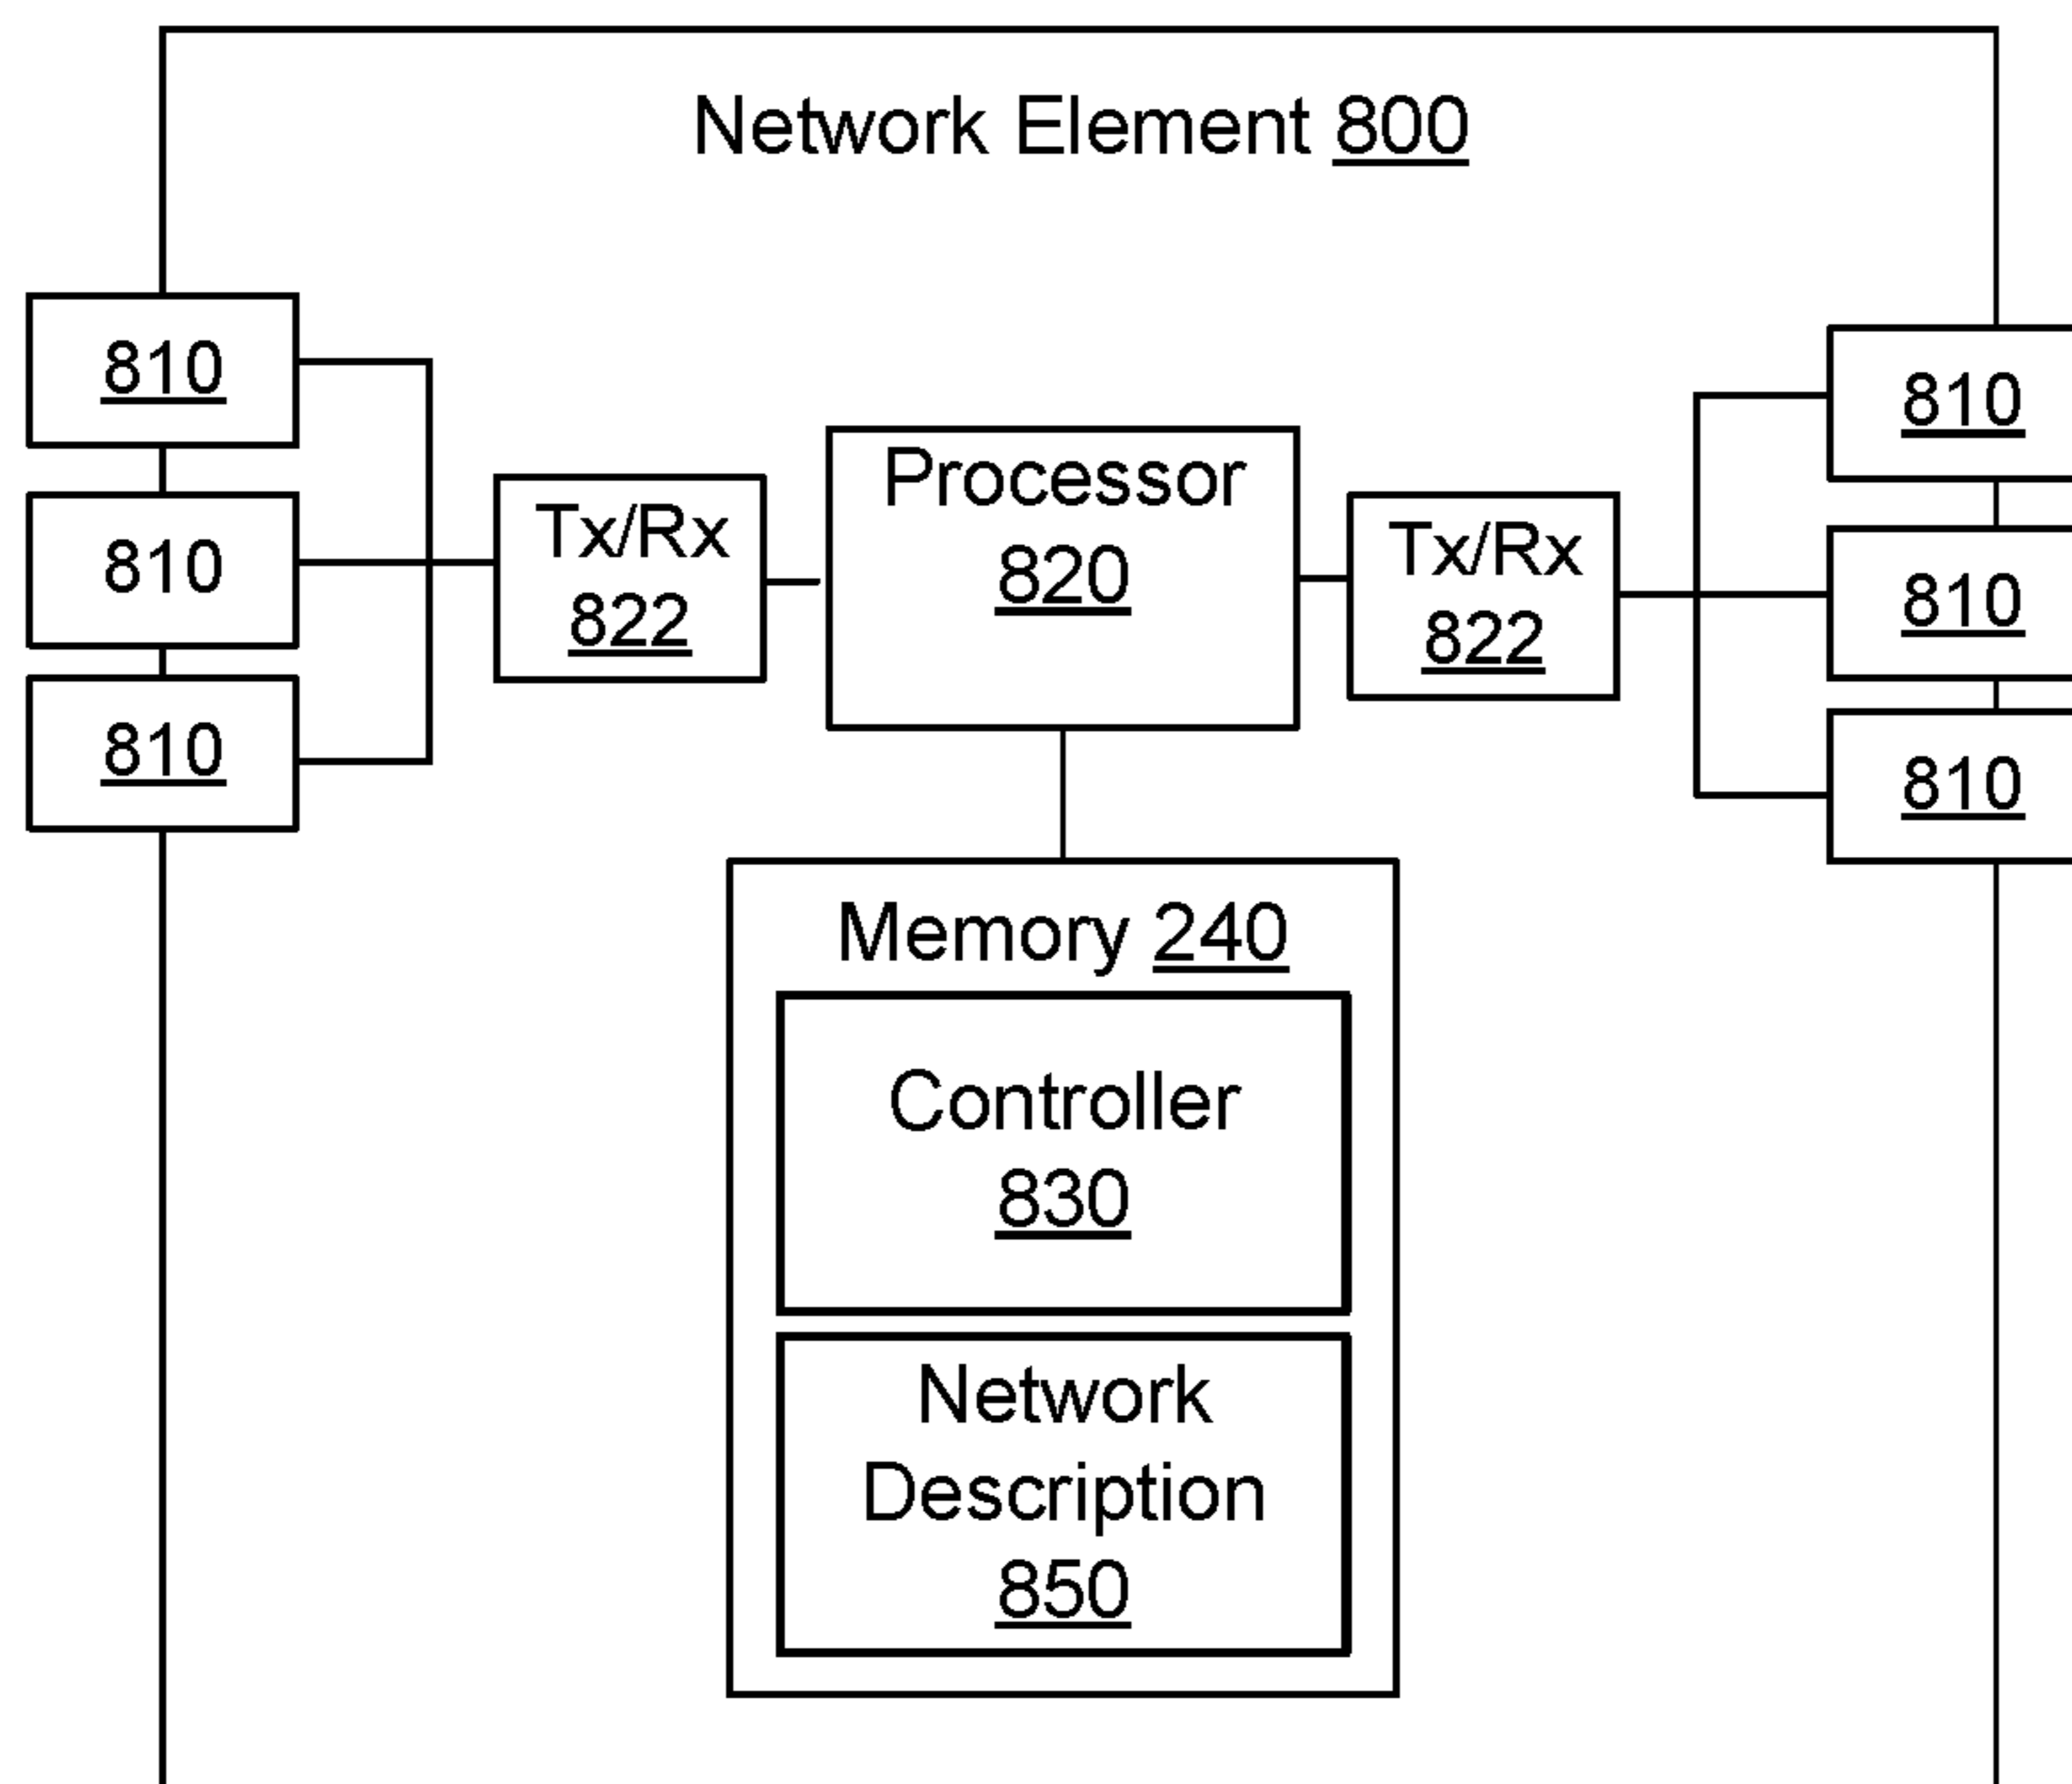 Network Element 800
810
810
810
Tx/Rx
822
Processor
820
Tx/Rx
822
810
810
810
Memory 240
Controller
830
Network
Description
850